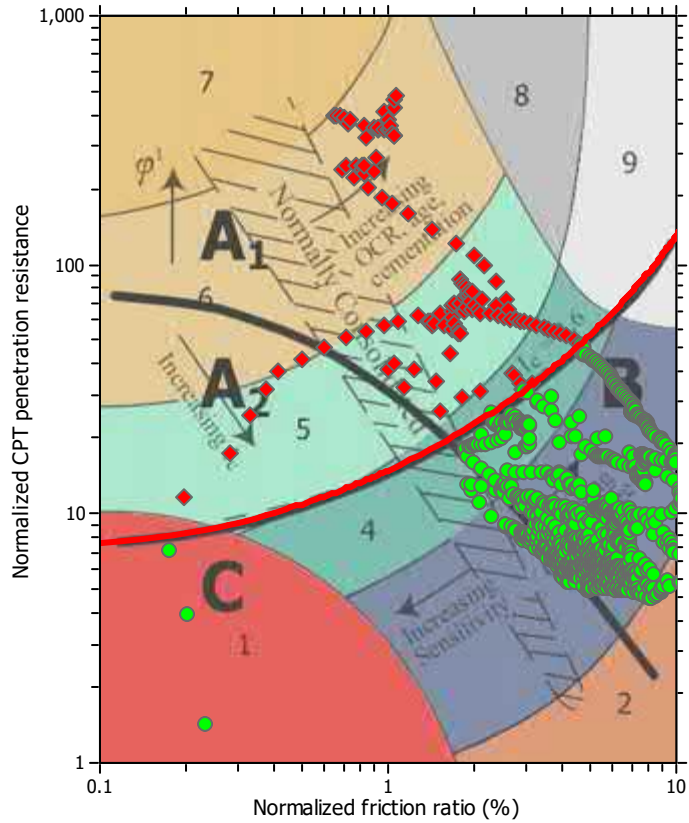 1,000
100
10
1
Normalized CPT penetration resistance
0.1
1
10
Normalized friction ratio (%)
7
8
9
φ'
A1
Increasing
OCR, age,
cementation
Normally Consolidated
6
A2
Increasing
5
B
4
C
1
Increasing
Sensitivity
2